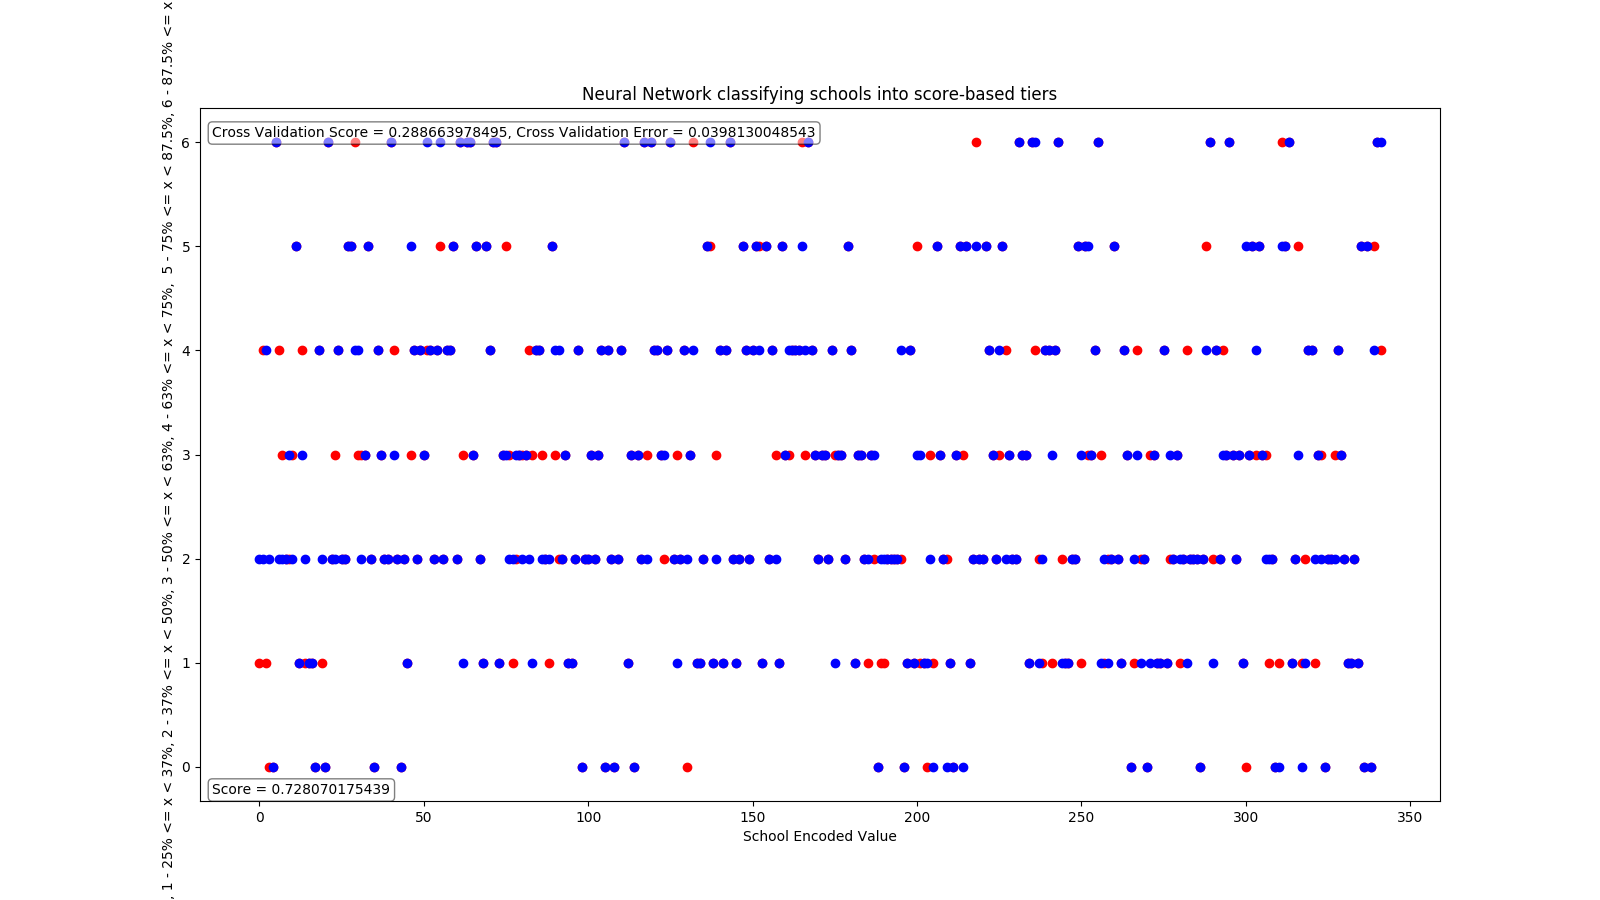 Neural Network classifying schools into score-based tiers
Cross Validation Score = 0.288663978495, Cross Validation Error = 0.0398130048543
, 1 - 25% <= x < 37%, 2 - 37% <= x < 50%, 3 - 50% <= x < 63%, 4 - 63% <= x < 75%,  5 - 75% <= x < 87.5%, 6 - 87.5% <= x
6
5
4
3
2
1
0
Score = 0.728070175439
0 50 100 150 200 250 300 350
School Encoded Value